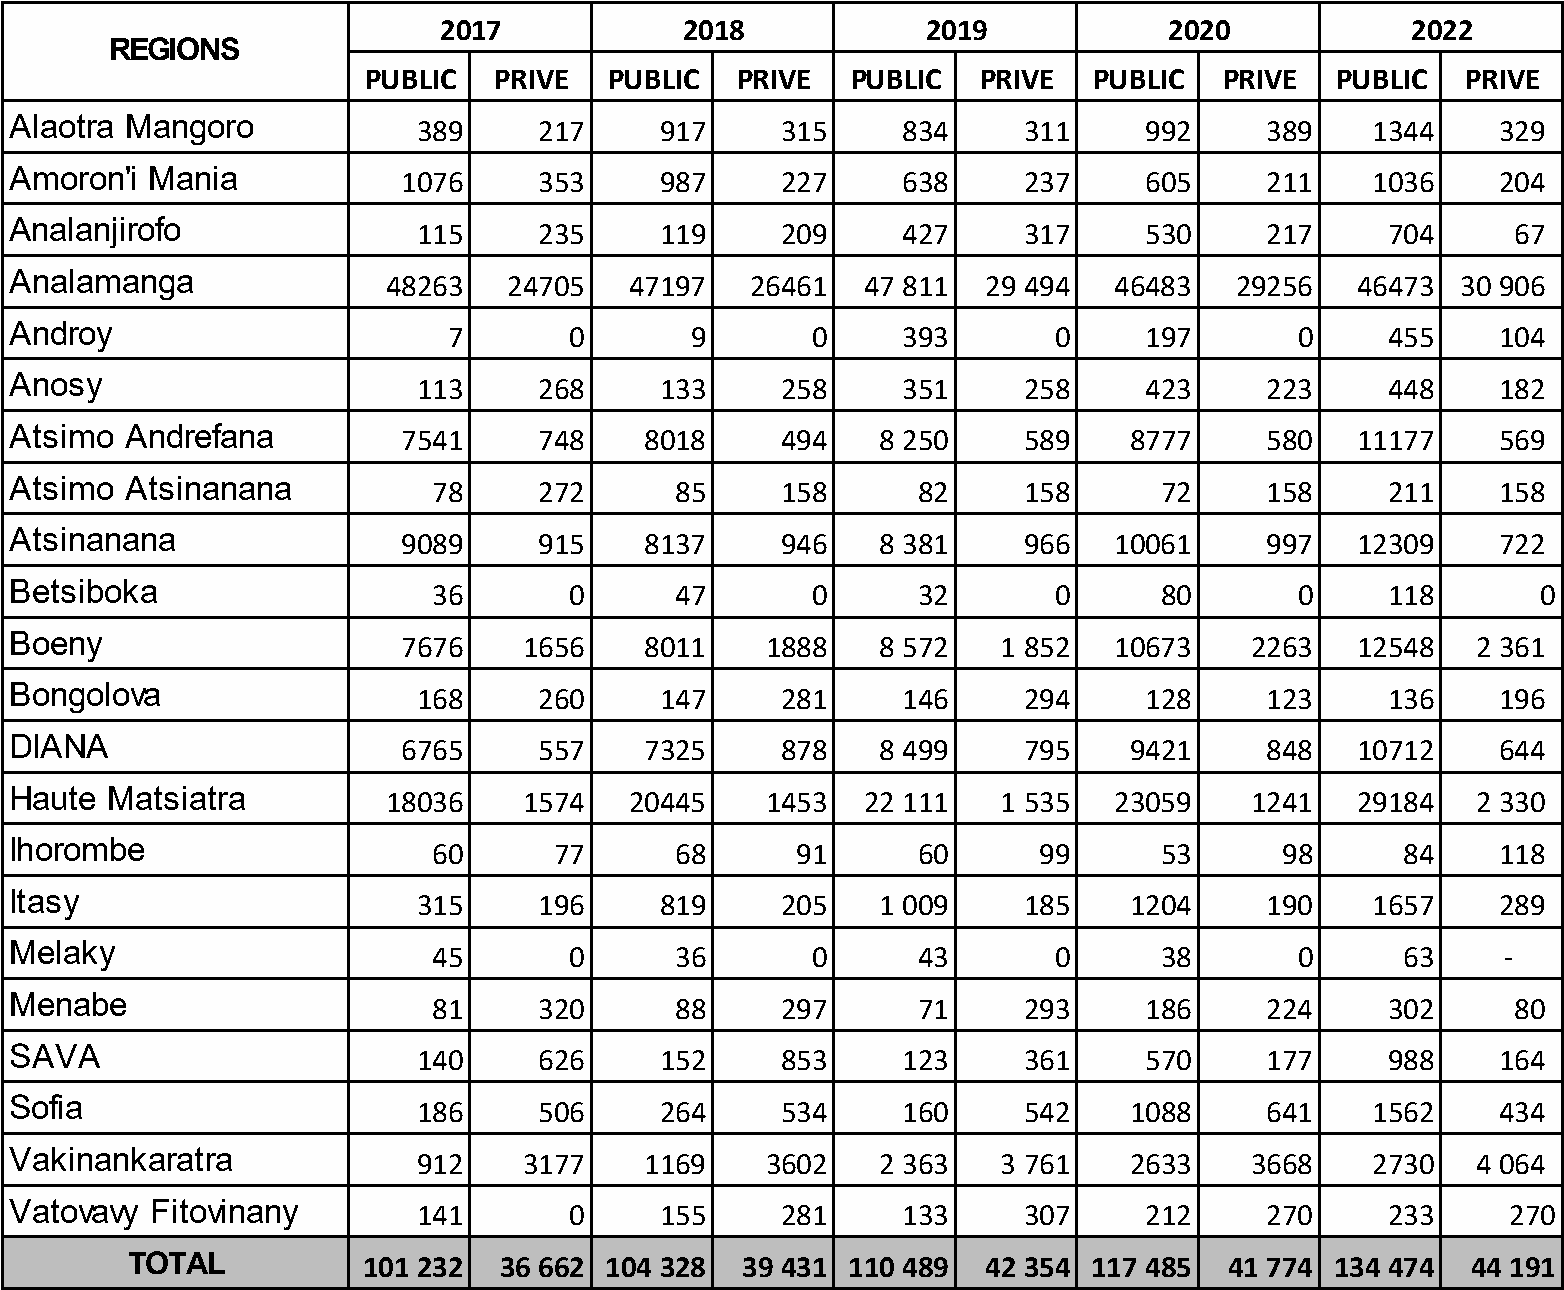 REGIONS 2017 2018 2019 2020 2022
PUBLIC PRIVE PUBLIC PRIVE PUBLIC PRIVE PUBLIC PRIVE PUBLIC PRIVE
Alaotra Mangoro 389 217 917 315 834 311 992 389 1344 329
Amoron'i Mania 1076 353 987 227 638 237 605 211 1036 204
Analanjirofo 115 235 119 209 427 317 530 217 704 67
Analamanga 48263 24705 47197 26461 47 811 29 494 46483 29256 46473 30 906
Androy 7 0 9 0 393 0 197 0 455 104
Anosy 113 268 133 258 351 258 423 223 448 182
Atsimo Andrefana 7541 748 8018 494 8 250 589 8777 580 11177 569
Atsimo Atsinanana 78 272 85 158 82 158 72 158 211 158
Atsinanana 9089 915 8137 946 8 381 966 10061 997 12309 722
Betsiboka 36 0 47 0 32 0 80 0 118 0
Boeny 7676 1656 8011 1888 8 572 1 852 10673 2263 12548 2 361
Bongolova 168 260 147 281 146 294 128 123 136 196
DIANA 6765 557 7325 878 8 499 795 9421 848 10712 644
Haute Matsiatra 18036 1574 20445 1453 22 111 1 535 23059 1241 29184 2 330
Ihorombe 60 77 68 91 60 99 53 98 84 118
Itasy 315 196 819 205 1 009 185 1204 190 1657 289
Melaky 45 0 36 0 43 0 38 0 63 -
Menabe 81 320 88 297 71 293 186 224 302 80
SAVA 140 626 152 853 123 361 570 177 988 164
Sofia 186 506 264 534 160 542 1088 641 1562 434
Vakinankaratra 912 3177 1169 3602 2 363 3 761 2633 3668 2730 4 064
Vatovavy Fitovinany 141 0 155 281 133 307 212 270 233 270
TOTAL 101 232 36 662 104 328 39 431 110 489 42 354 117 485 41 774 134 474 44 191